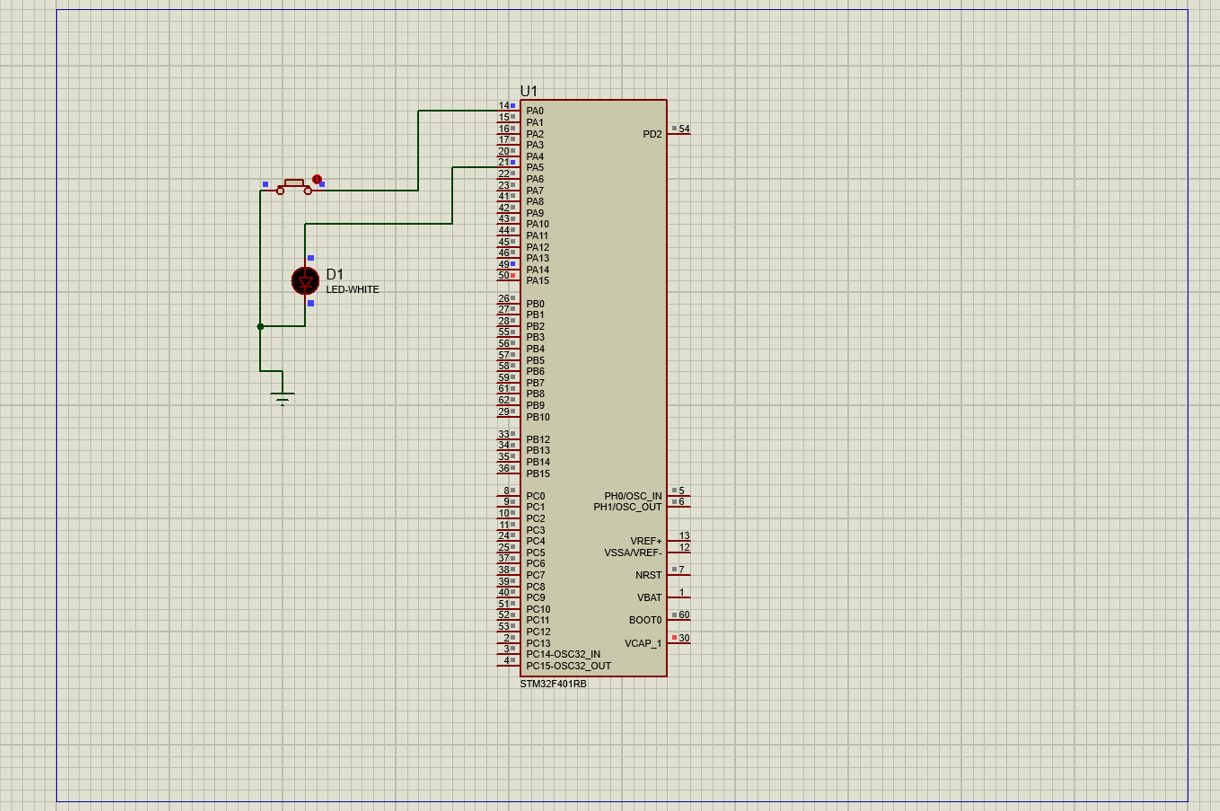 U1
14 PA0
15 PA1
16 PA2
17 PA3
20 PA4
21 PA5
22 PA6
23 PA7
41 PA8
42 PA9
43 PA10
44 PA11
45 PA12
46 PA13
49 PA14
50 PA15
26 PB0
27 PB1
28 PB2
55 PB3
56 PB4
57 PB5
58 PB6
59 PB7
61 PB8
62 PB9
29 PB10
33 PB12
34 PB13
35 PB14
36 PB15
8 PC0
9 PC1
10 PC2
11 PC3
24 PC4
25 PC5
37 PC6
38 PC7
39 PC8
40 PC9
51 PC10
52 PC11
53 PC12
2 PC13
3 PC14-OSC32_IN
4 PC15-OSC32_OUT
PD2 54
PH0/OSC_IN 5
PH1/OSC_OUT 6
VREF+ 13
VSSA/VREF- 12
NRST 7
VBAT 1
BOOT0 60
VCAP_1 30
STM32F401RB
D1
LED-WHITE